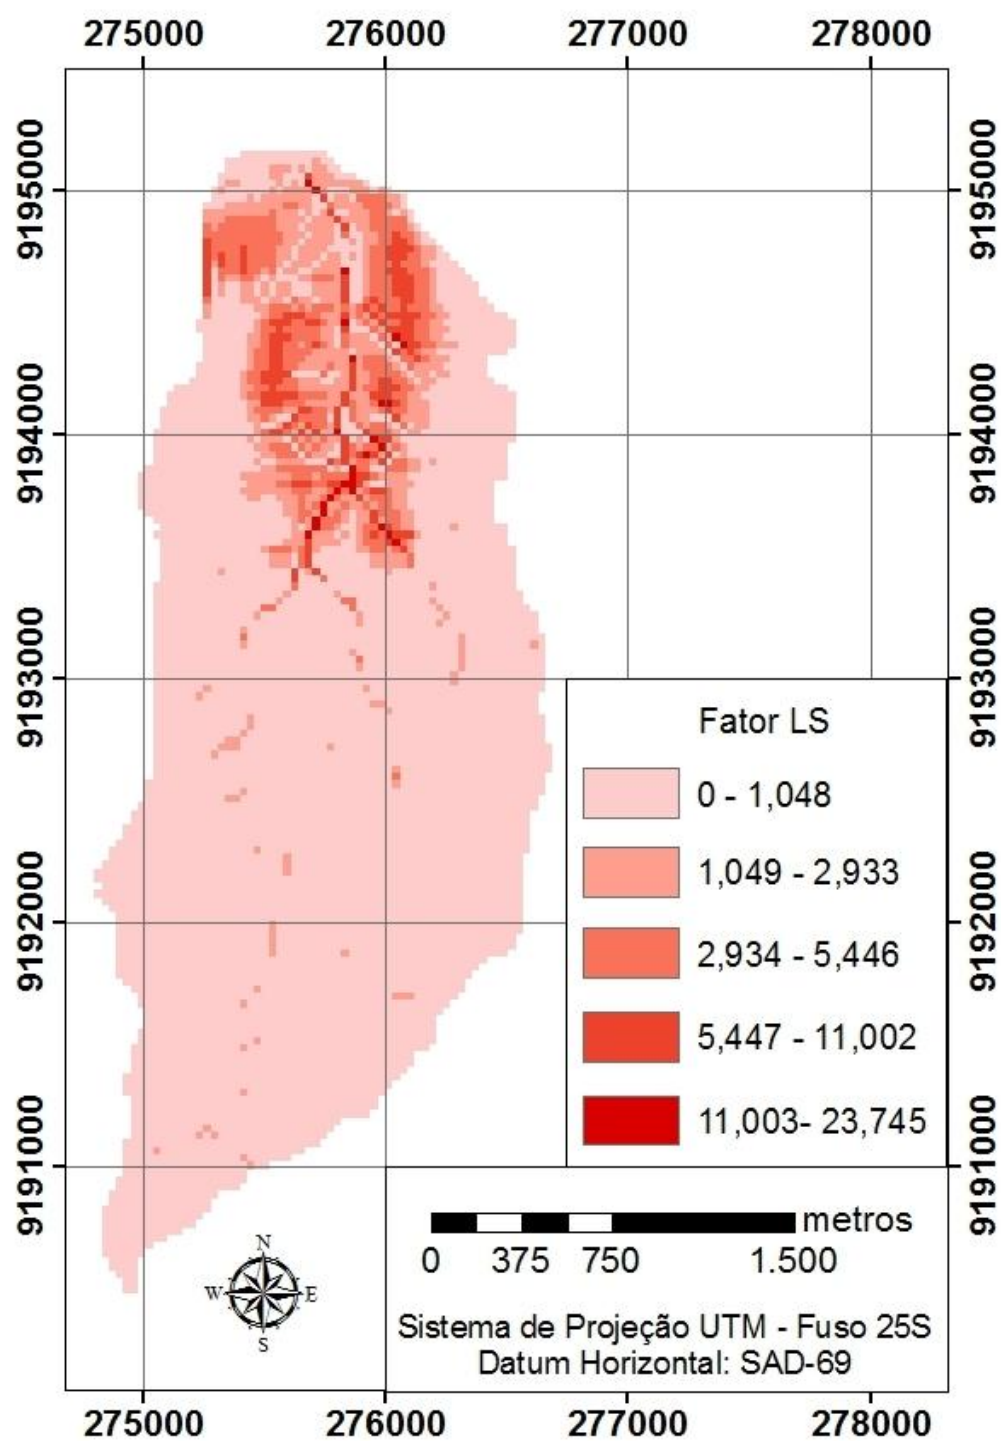 275000 276000 277000 278000
9195000 9195000
9194000 9194000
9193000 9193000
Fator LS
0 - 1,048
1,049 - 2,933
2,934 - 5,446
5,447 - 11,002
11,003- 23,745
9192000 9192000
9191000 9191000
metros
0 375 750 1.500
N
W E
S
Sistema de Projeção UTM - Fuso 25S
Datum Horizontal: SAD-69
275000 276000 277000 278000